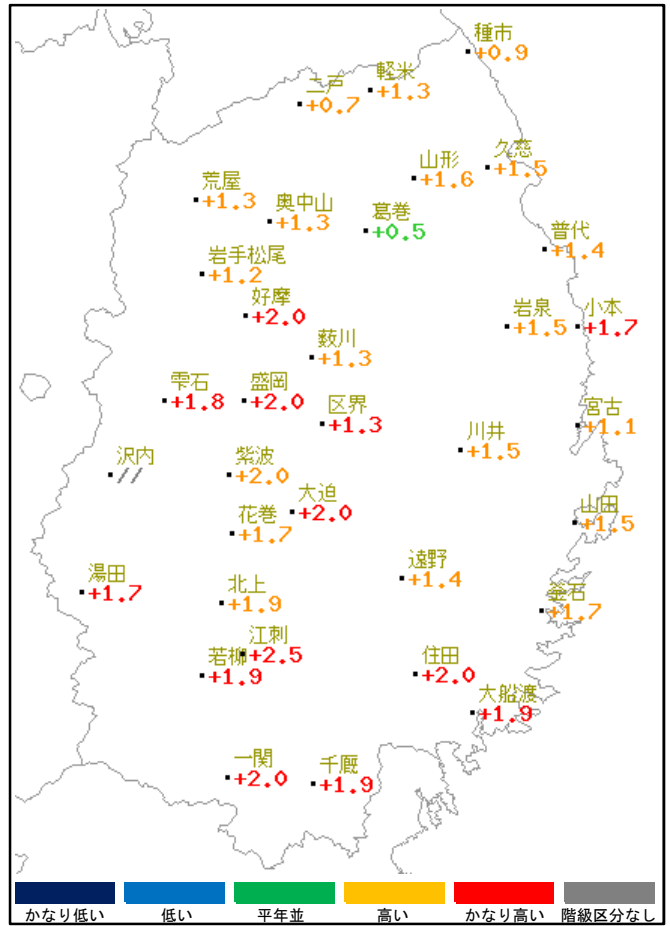 種市
+0.9
軽米
+1.3
二戸
+0.7
久慈
+1.5
山形
+1.6
荒屋
+1.3
奥中山
+1.3
葛巻
+0.5
普代
+1.4
岩手松尾
+1.2
好摩
+2.0
岩泉
+1.5
小本
+1.7
薮川
+1.3
雫石
+1.8
盛岡
+2.0
区界
+1.3
宮古
+1.1
川井
+1.5
沢内
//
紫波
+2.0
大迫
+2.0
花巻
+1.7
山田
+1.5
湯田
+1.7
北上
+1.9
遠野
+1.4
釜石
+1.7
江刺
+2.5
若柳
+1.9
住田
+2.0
大船渡
+1.9
一関
+2.0
千厩
+1.9
かなり低い 低い 平年並 高い かなり高い 階級区分なし